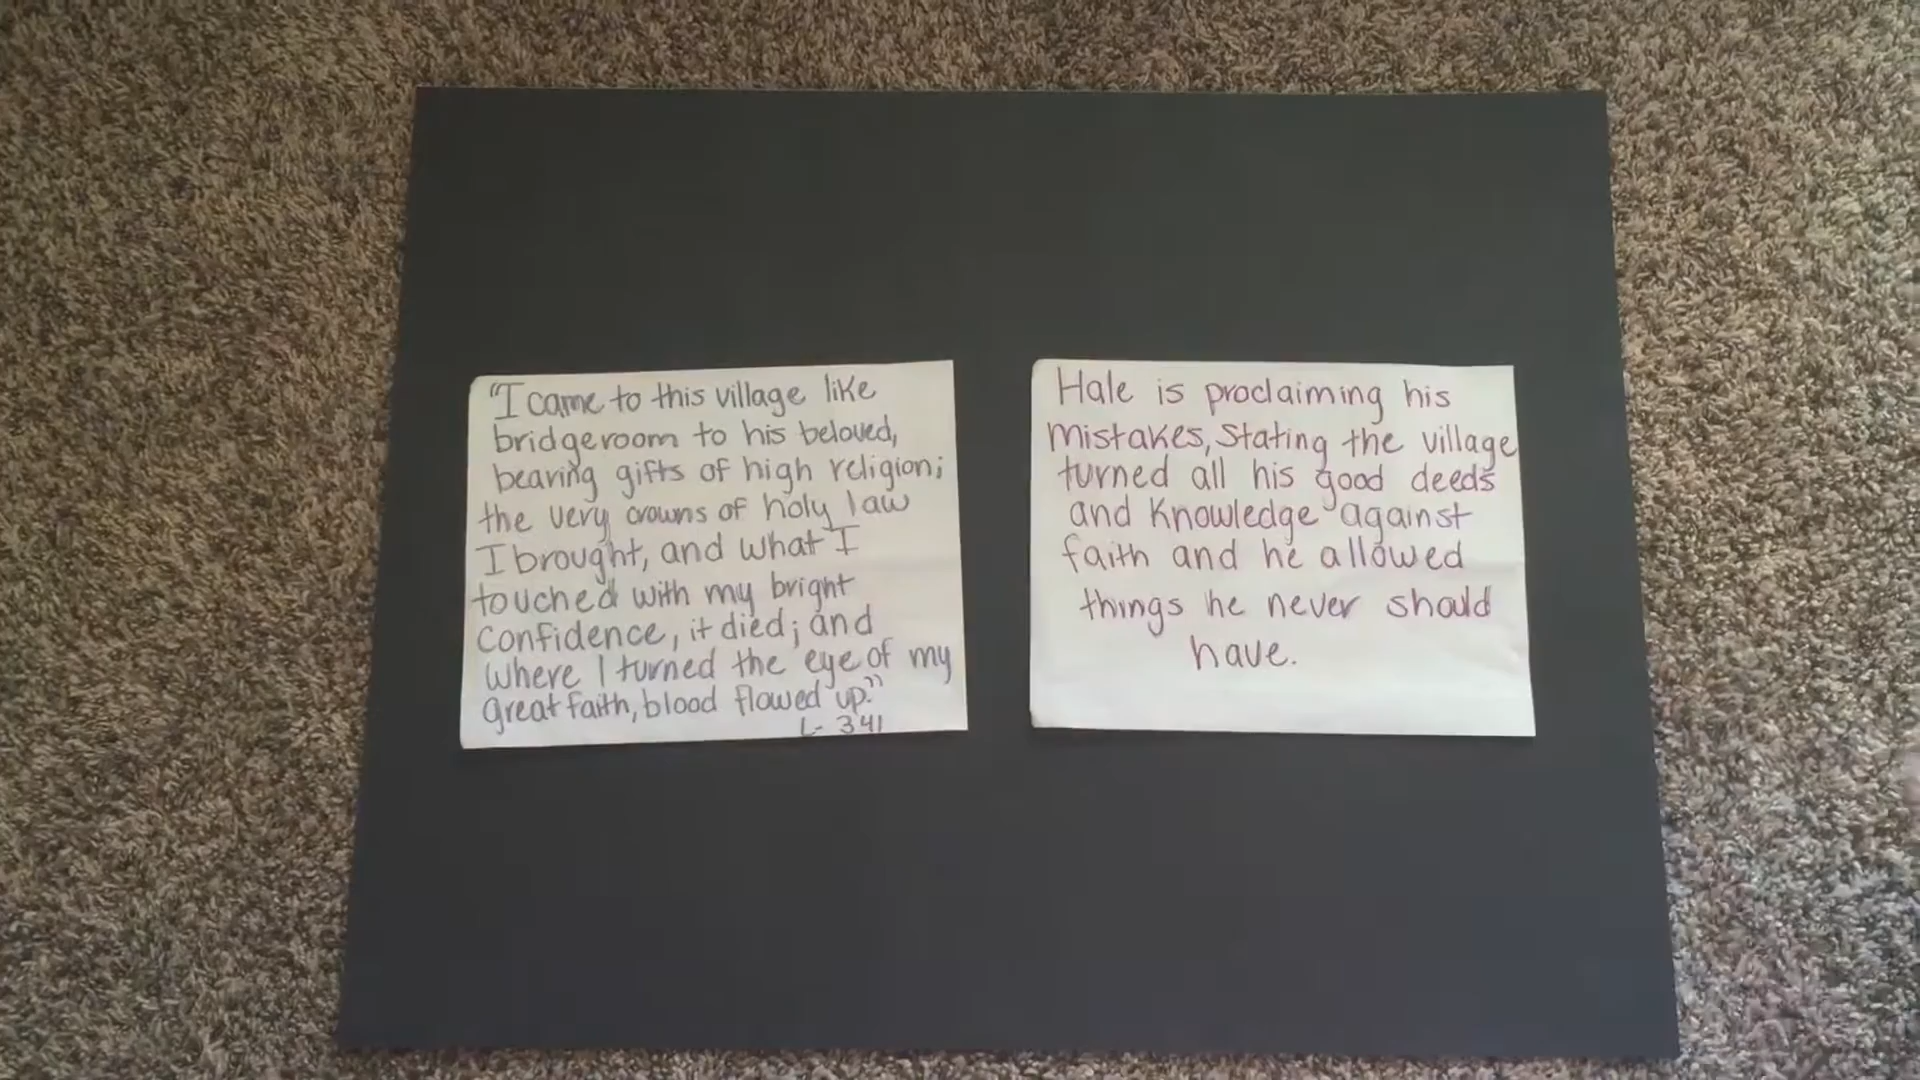 "I came to this village like
bridgeroom to his beloved,
bearing gifts of high religion;
the very crowns of holy law
I brought, and what I
touched with my bright
confidence, it died; and
where I turned the eye of my
great faith, blood flowed up."
L- 341
Hale is proclaiming his
mistakes, stating the village
turned all his good deeds
and knowledge against
faith and he allowed
things he never should
have.